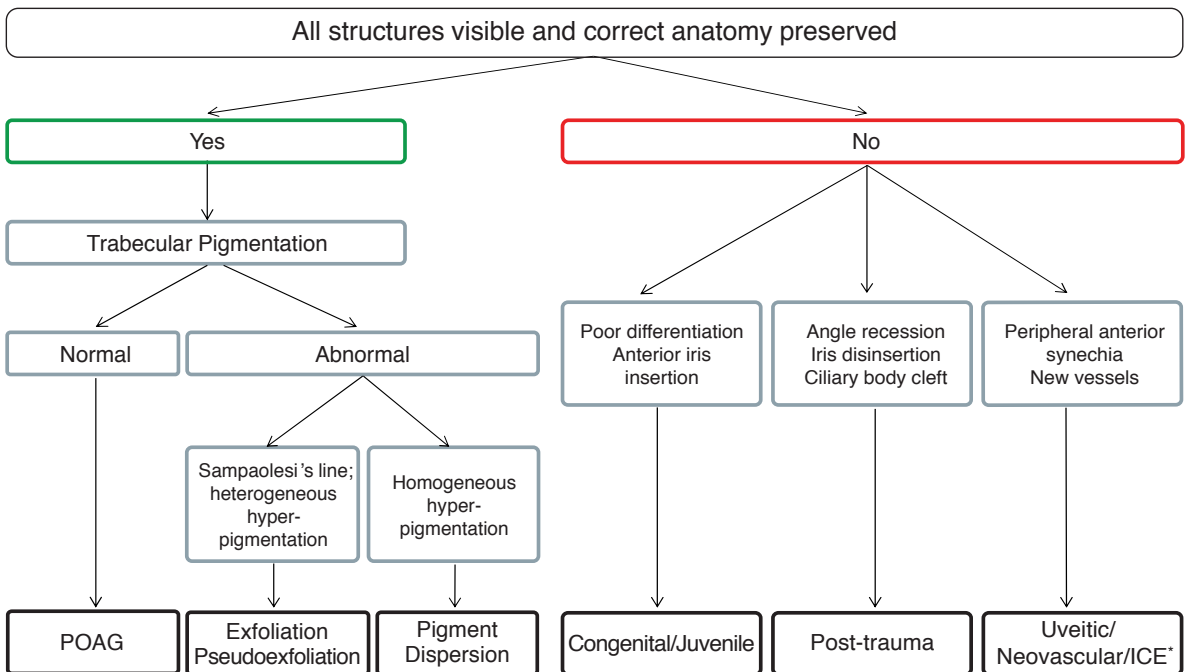 All structures visible and correct anatomy preserved
Yes
No
Trabecular Pigmentation
Normal
Abnormal
Poor differentiation
Anterior iris
insertion
Angle recession
Iris disinsertion
Ciliary body cleft
Peripheral anterior
synechia
New vessels
Sampaolesi's line;
heterogeneous
hyper-
pigmentation
Homogeneous
hyper-
pigmentation
POAG
Exfoliation
Pseudoexfoliation
Pigment
Dispersion
Congenital/Juvenile
Post-trauma
Uveitic/
Neovascular/ICE*